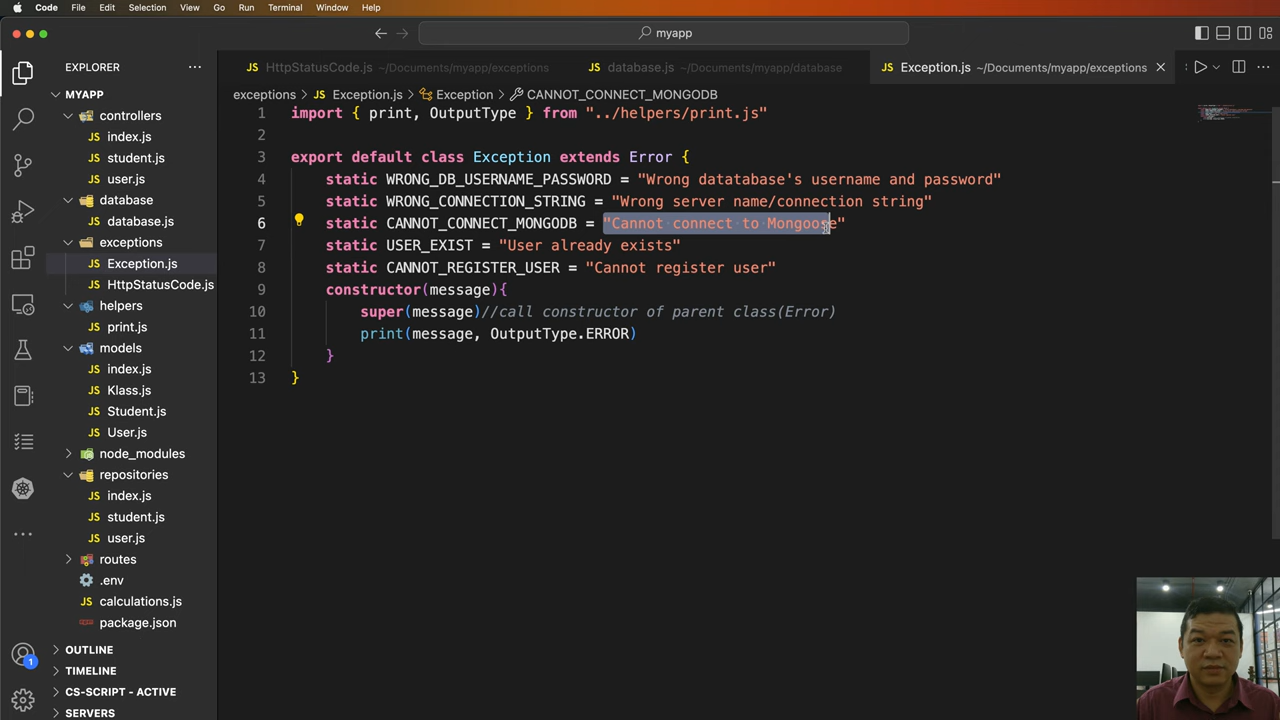 Code File Edit Selection View Go Run Terminal Window Help
myapp
EXPLORER
MYAPP
controllers
index.js
student.js
user.js
database
database.js
exceptions
Exception.js
HttpStatusCode.js
helpers
print.js
models
index.js
Klass.js
Student.js
User.js
node_modules
repositories
index.js
student.js
user.js
routes
.env
calculations.js
package.json
OUTLINE
TIMELINE
CS-SCRIPT - ACTIVE
SERVERS
1
JS HttpStatusCode.js ~/Documents/myapp/exceptions JS database.js ~/Documents/myapp/database JS Exception.js ~/Documents/myapp/exceptions
exceptions > JS Exception.js > Exception > CANNOT_CONNECT_MONGODB
1 import { print, OutputType } from "../helpers/print.js"
2
3 export default class Exception extends Error {
4 static WRONG_DB_USERNAME_PASSWORD = "Wrong datatabase's username and password"
5 static WRONG_CONNECTION_STRING = "Wrong server name/connection string"
6 static CANNOT_CONNECT_MONGODB = "Cannot connect to Mongoose"
7 static USER_EXIST = "User already exists"
8 static CANNOT_REGISTER_USER = "Cannot register user"
9 constructor(message){
10 super(message)//call constructor of parent class(Error)
11 print(message, OutputType.ERROR)
12 }
13 }